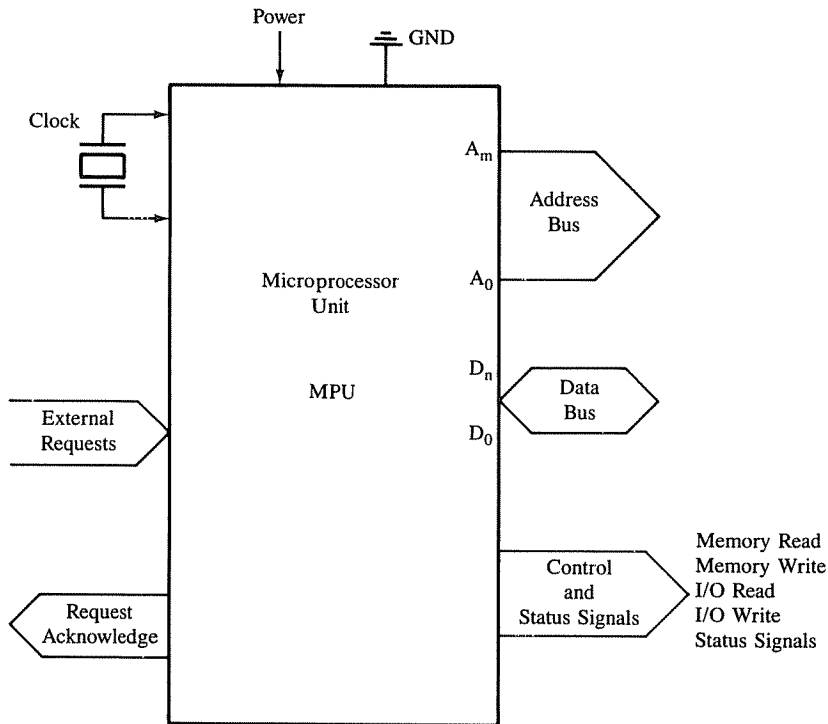 Power
GND
Clock
A_m
Address
Bus
A_0
Microprocessor
Unit
MPU
D_n
Data
Bus
D_0
External
Requests
Request
Acknowledge
Control
and
Status Signals
Memory Read
Memory Write
I/O Read
I/O Write
Status Signals